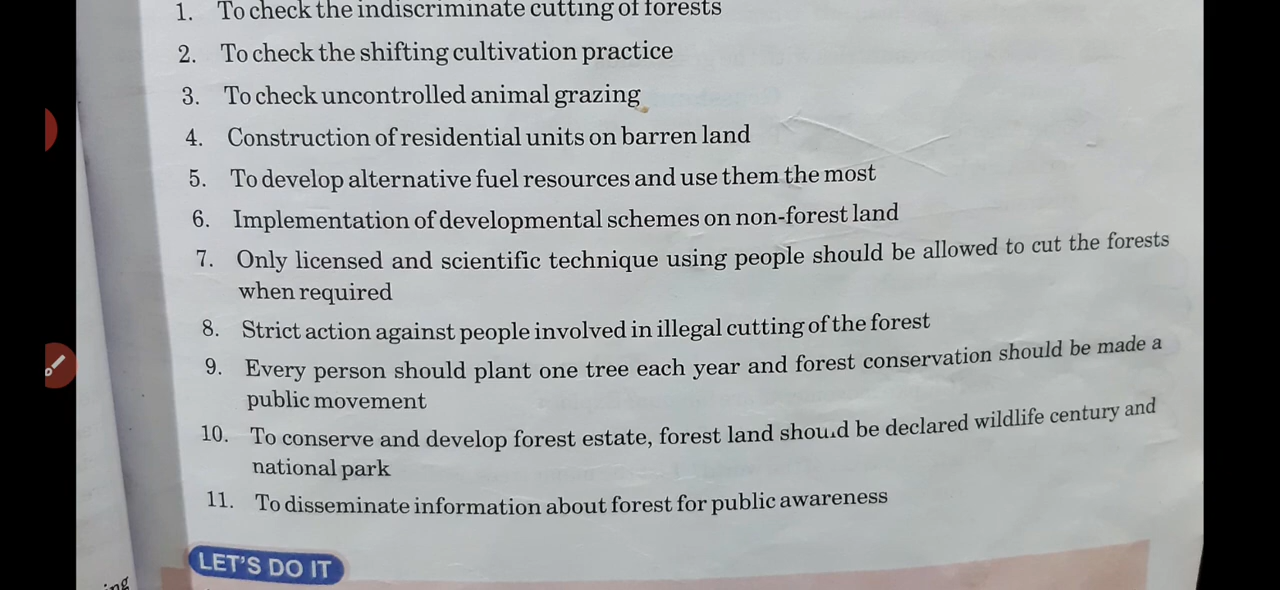 1. To check the indiscriminate cutting of forests
2. To check the shifting cultivation practice
3. To check uncontrolled animal grazing
4. Construction of residential units on barren land
5. To develop alternative fuel resources and use them the most
6. Implementation of developmental schemes on non-forest land
7. Only licensed and scientific technique using people should be allowed to cut the forests
when required
8. Strict action against people involved in illegal cutting of the forest
9. Every person should plant one tree each year and forest conservation should be made a
public movement
10. To conserve and develop forest estate, forest land should be declared wildlife century and
national park
11. To disseminate information about forest for public awareness
LET'S DO IT
ing